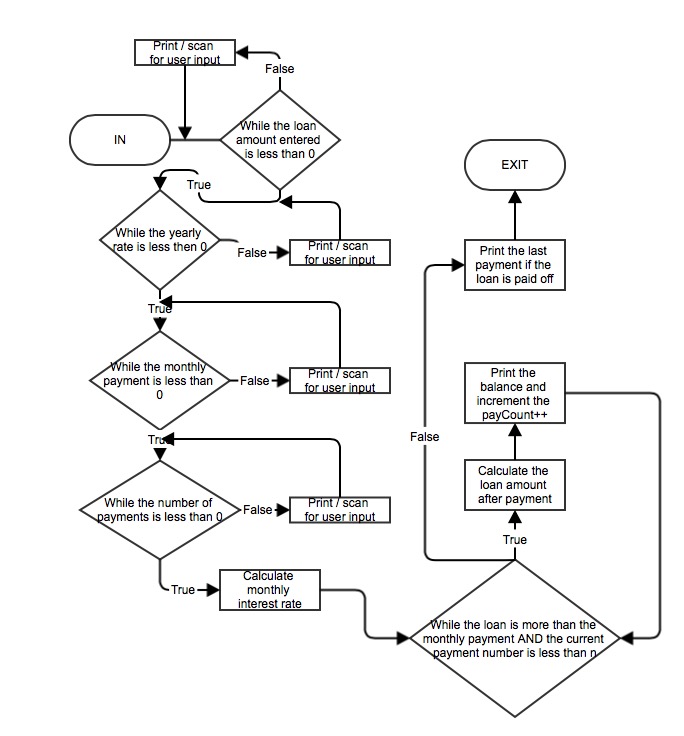 Print / scan
for user input
False
While the loan
amount entered
is less than 0
IN
True
While the yearly
rate is less then 0
False
Print / scan
for user input
True
While the monthly
payment is less than
0
False
Print / scan
for user input
True
While the number of
payments is less than 0
False
Print / scan
for user input
True
Calculate
monthly
interest rate
EXIT
Print the last
payment if the
loan is paid off
Print the
balance and
increment the
payCount++
False
Calculate the
loan amount
after payment
True
While the loan is more than the
monthly payment AND the current
payment number is less than n